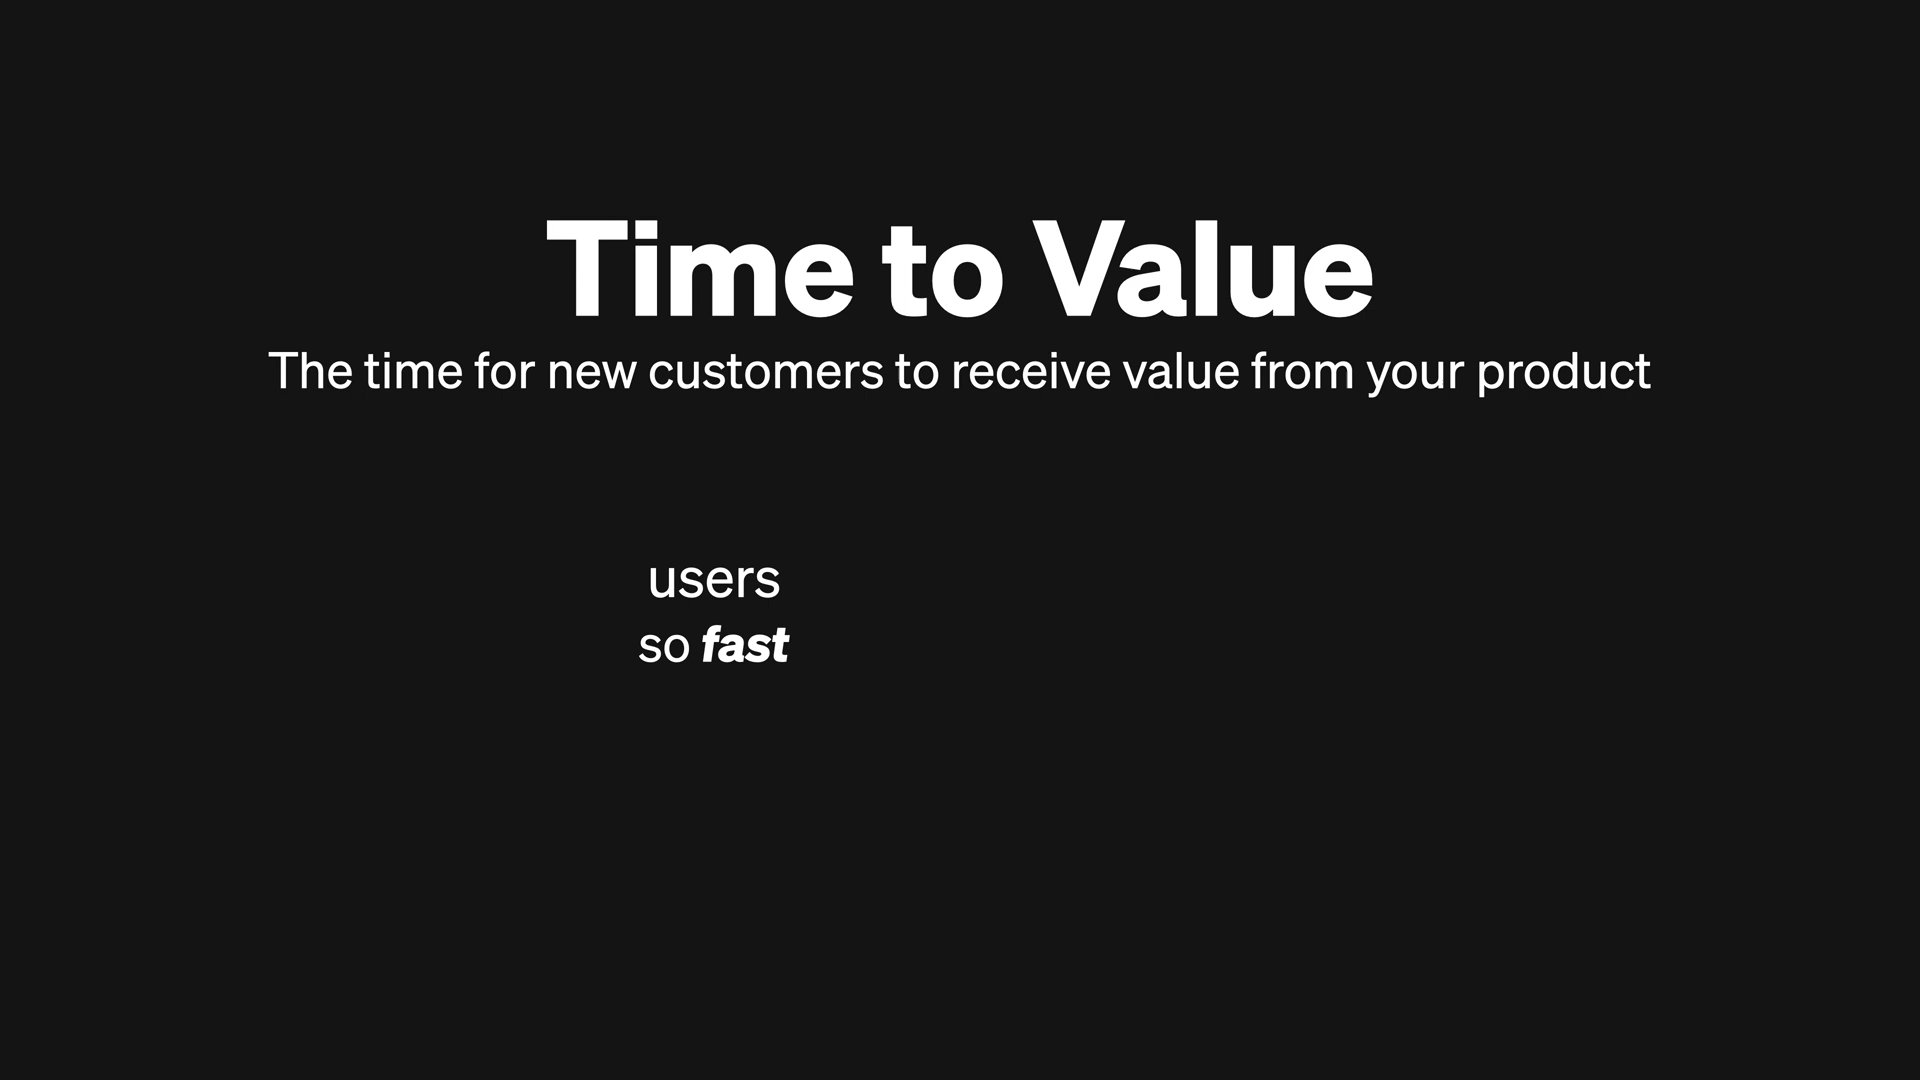 Time to Value
The time for new customers to receive value from your product
users
so fast